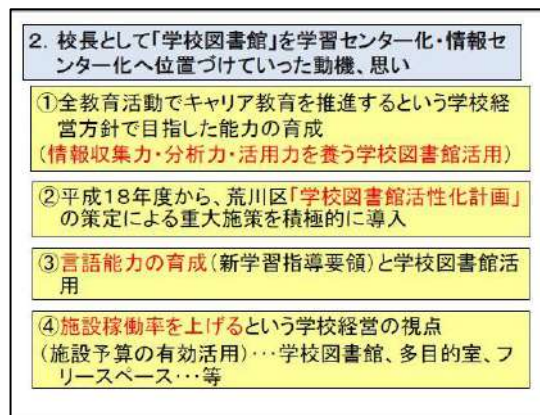 ２．校長として「学校図書館」を学習センター化・情報セ
ンター化へ位置づけていった動機、思い
①全教育活動でキャリア教育を推進するという学校経
営方針で目指した能力の育成
（情報収集力・分析力・活用力を養う学校図書館活用）
②平成１８年度から、荒川区「学校図書館活性化計画」
の策定による重大施策を積極的に導入
③言語能力の育成（新学習指導要領）と学校図書館活
用
④施設稼働率を上げるという学校経営の視点
（施設予算の有効活用）…学校図書館、多目的室、フ
リースペース…等